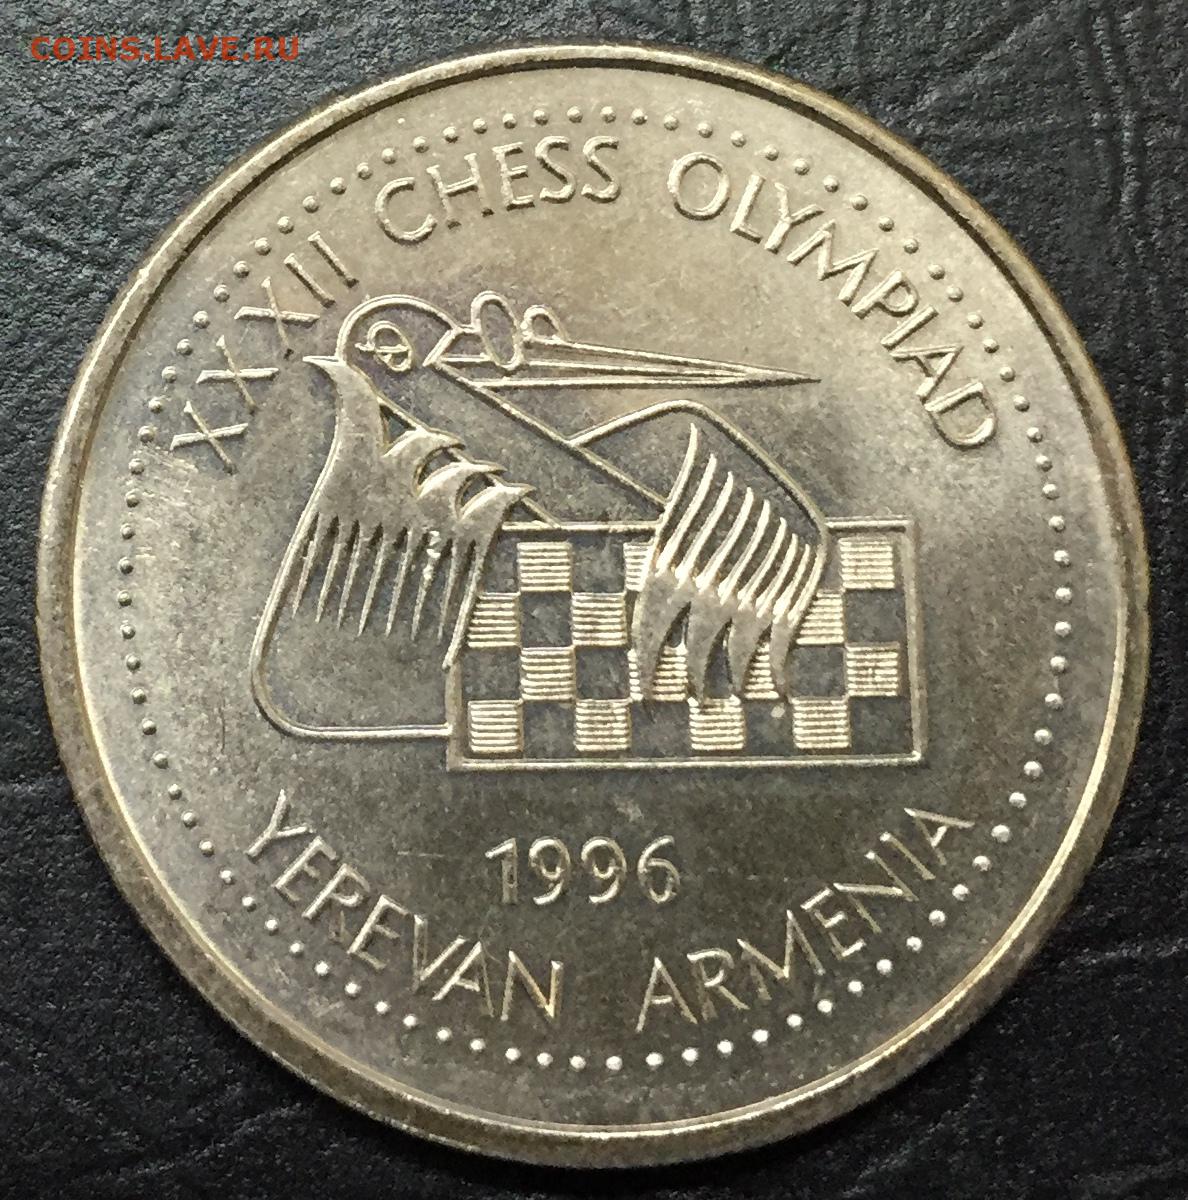 COINS.LAVE.RU
XXXII CHESS OLYMPIAD
1996
YEREVAN ARMENIA